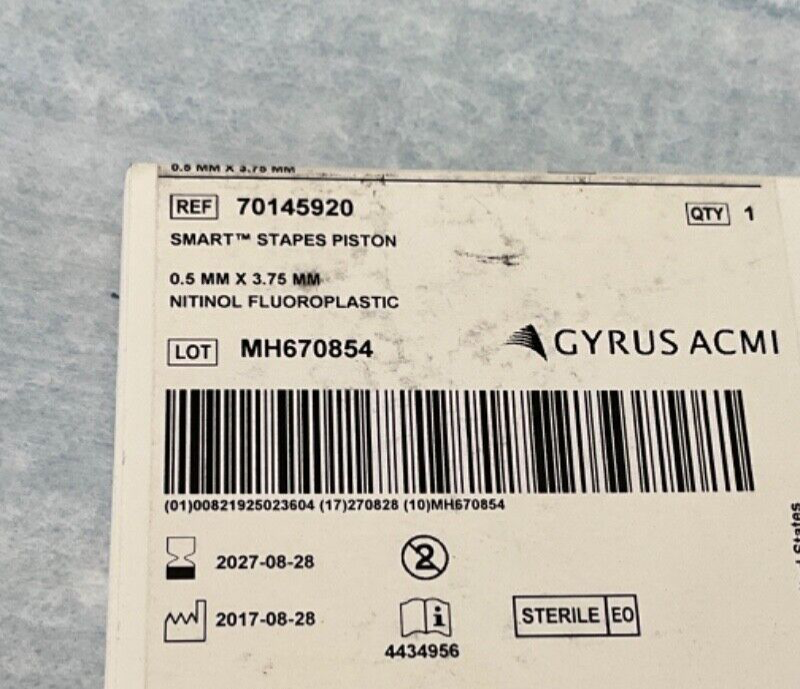 0.5 MM X 3.75 MM
REF 70145920
QTY 1
SMART™ STAPES PISTON
0.5 MM X 3.75 MM
NITINOL FLUOROPLASTIC
LOT MH670854
GYRUS ACMI
(01)00821925023604 (17)270828 (10)MH670854
2027-08-28
2
2017-08-28
i
STERILE EO
4434956
States